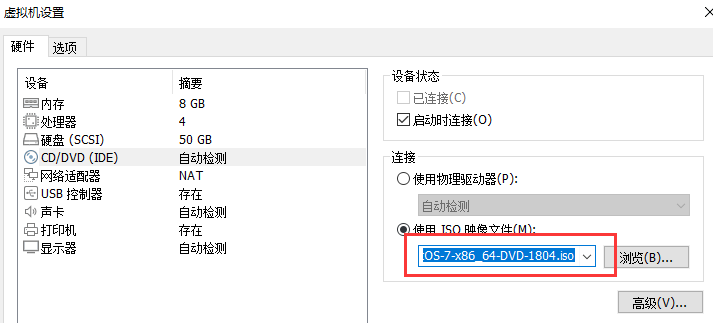 虚拟机设置
硬件 选项
设备 摘要
内存 8 GB
处理器 4
硬盘 (SCSI) 50 GB
CD/DVD (IDE) 自动检测
网络适配器 NAT
USB 控制器 存在
声卡 自动检测
打印机 存在
显示器 自动检测
设备状态
已连接(C)
启动时连接(O)
连接
使用物理驱动器(P):
自动检测
使用 ISO 映像文件(M):
OS-7-x86_64-DVD-1804.iso 浏览(B)...
高级(V)...